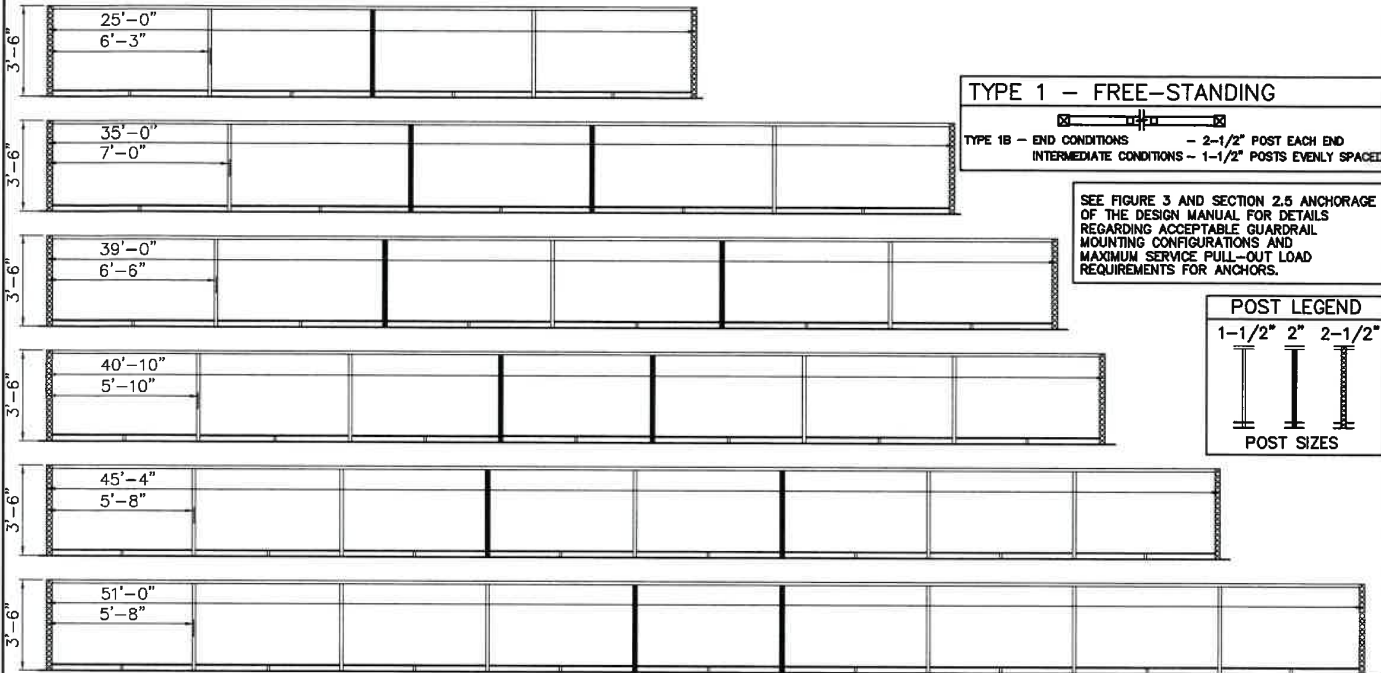 3'-6"
25'-0"
6'-3"
3'-6"
35'-0"
7'-0"
3'-6"
39'-0"
6'-6"
3'-6"
40'-10"
5'-10"
3'-6"
45'-4"
5'-8"
3'-6"
51'-0"
5'-8"
TYPE 1 – FREE–STANDING
TYPE 1B – END CONDITIONS – 2–1/2" POST EACH END
INTERMEDIATE CONDITIONS – 1–1/2" POSTS EVENLY SPACED
SEE FIGURE 3 AND SECTION 2.5 ANCHORAGE
OF THE DESIGN MANUAL FOR DETAILS
REGARDING ACCEPTABLE GUARDRAIL
MOUNTING CONFIGURATIONS AND
MAXIMUM SERVICE PULL–OUT LOAD
REQUIREMENTS FOR ANCHORS.
POST LEGEND
1–1/2" 2" 2–1/2"
POST SIZES